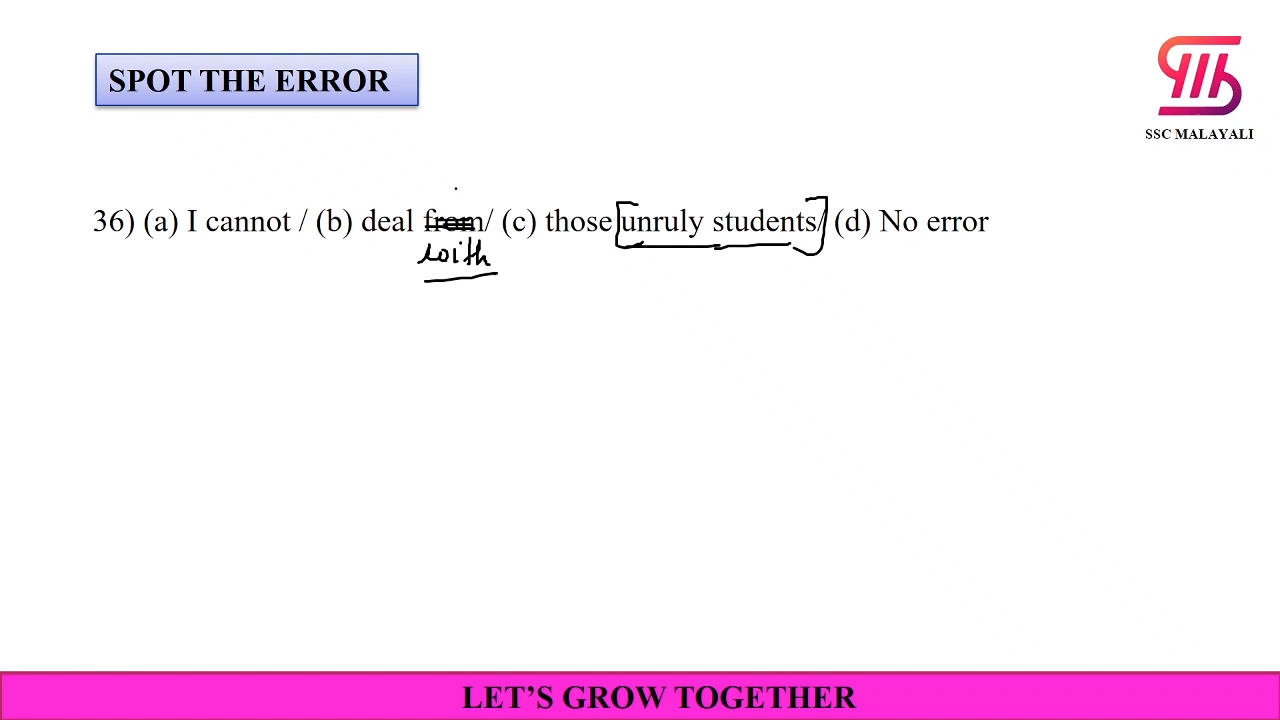 SPOT THE ERROR
SSC MALAYALI
36) (a) I cannot / (b) deal from/ (c) those unruly students/ (d) No error
with
LET'S GROW TOGETHER